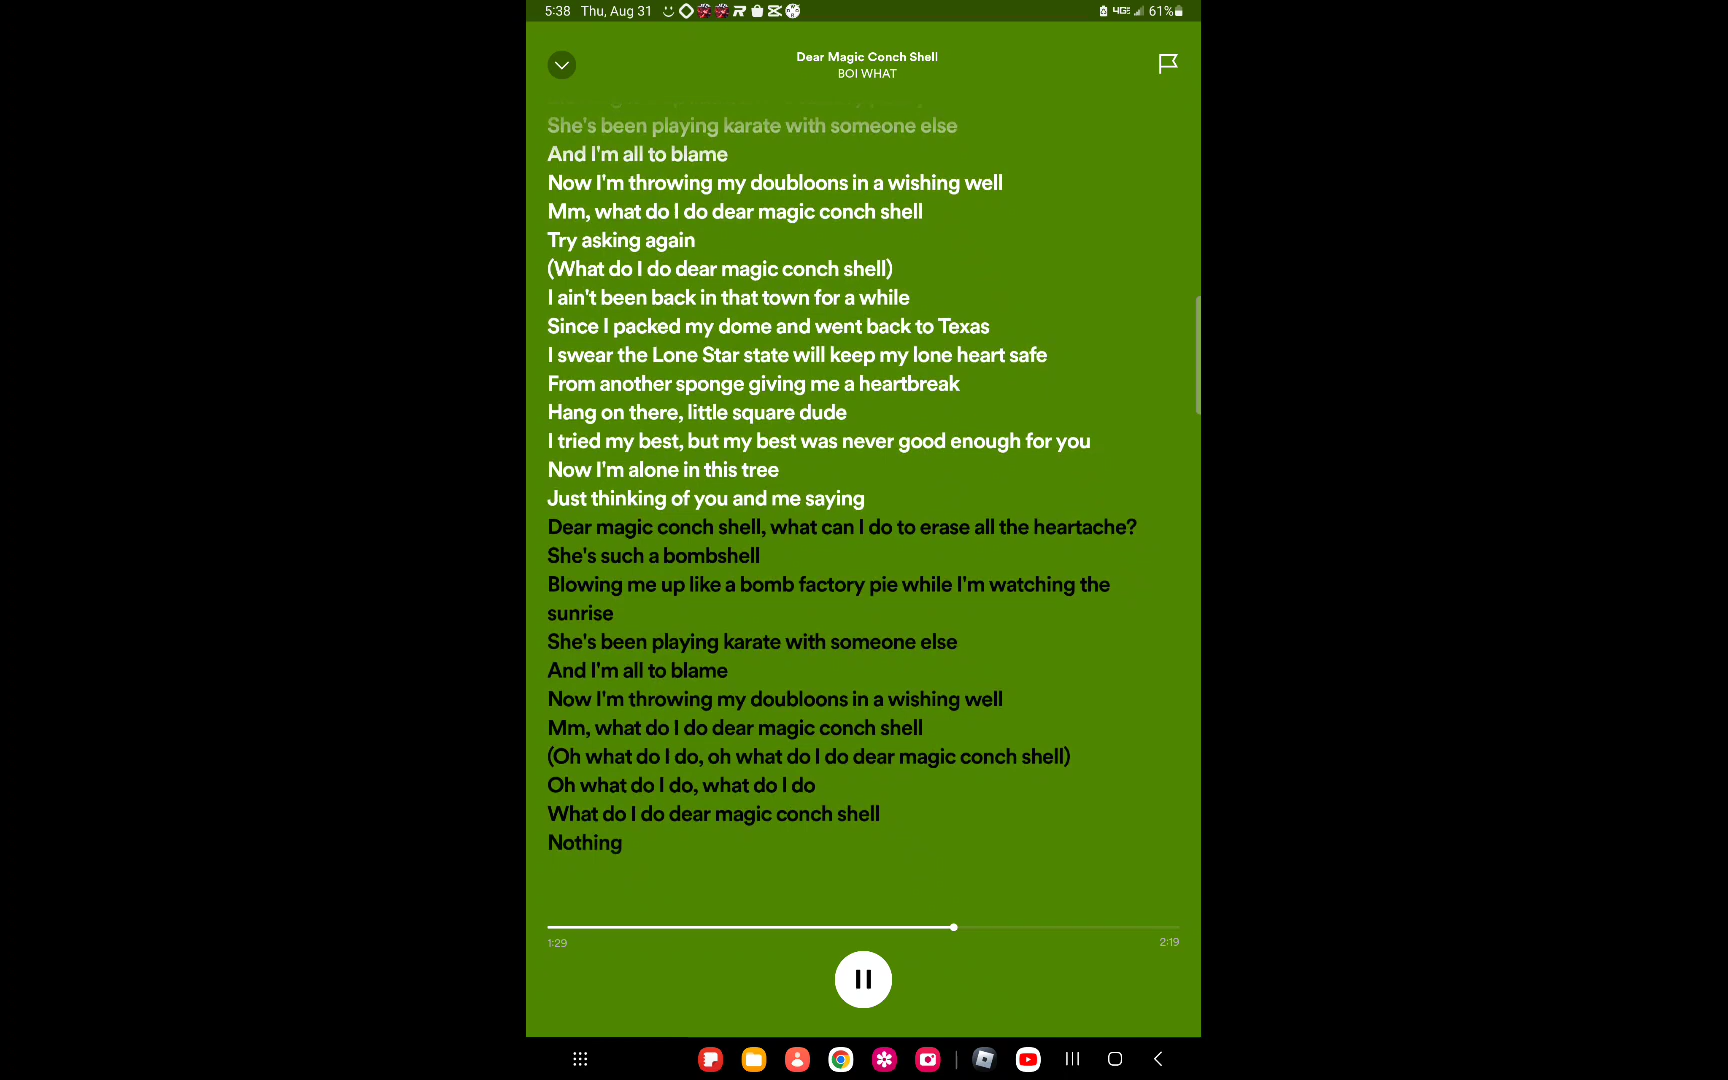 5:38 Thu, Aug 31
4GE 61%
Dear Magic Conch Shell
BOI WHAT
She's been playing karate with someone else
And I'm all to blame
Now I'm throwing my doubloons in a wishing well
Mm, what do I do dear magic conch shell
Try asking again
(What do I do dear magic conch shell)
I ain't been back in that town for a while
Since I packed my dome and went back to Texas
I swear the Lone Star state will keep my lone heart safe
From another sponge giving me a heartbreak
Hang on there, little square dude
I tried my best, but my best was never good enough for you
Now I'm alone in this tree
Just thinking of you and me saying
Dear magic conch shell, what can I do to erase all the heartache?
She's such a bombshell
Blowing me up like a bomb factory pie while I'm watching the
sunrise
She's been playing karate with someone else
And I'm all to blame
Now I'm throwing my doubloons in a wishing well
Mm, what do I do dear magic conch shell
(Oh what do I do, oh what do I do dear magic conch shell)
Oh what do I do, what do I do
What do I do dear magic conch shell
Nothing
1:29
2:19